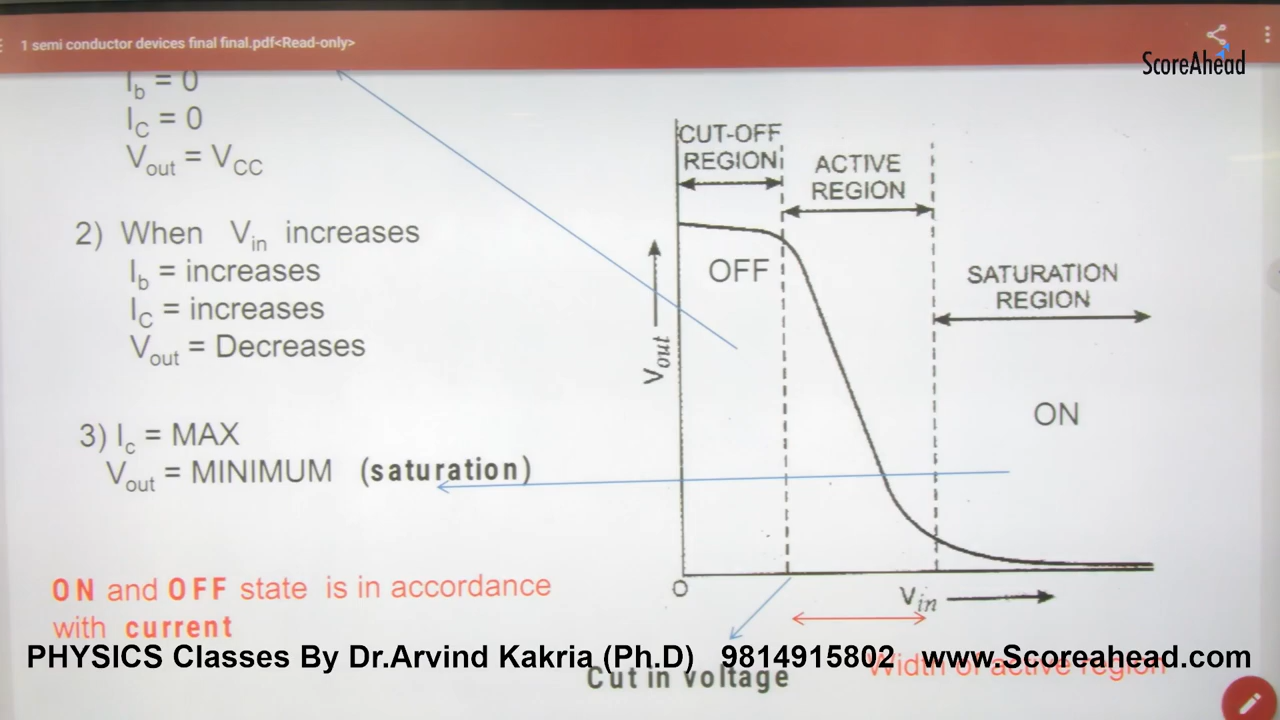 1 semi conductor devices final final.pdf<Read-only>
ScoreAhead
Ib = 0
IC = 0
Vout = VCC
2) When Vin increases
Ib = increases
IC = increases
Vout = Decreases
3) Ic = MAX
Vout = MINIMUM (saturation)
ON and OFF state is in accordance
with current
CUT-OFF
REGION
ACTIVE
REGION
SATURATION
REGION
OFF
ON
Vout
O
Vin
Cut in voltage
Width of active region
PHYSICS Classes By Dr.Arvind Kakria (Ph.D) 9814915802 www.Scoreahead.com